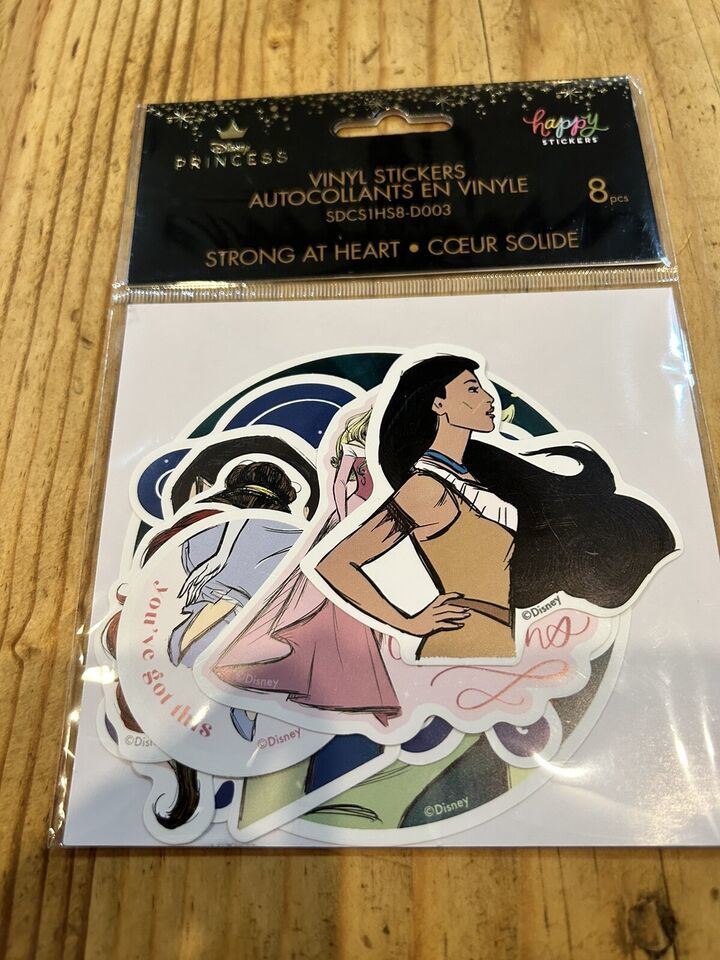 Disney
PRINCESS
happy
STICKERS
VINYL STICKERS
AUTOCOLLANTS EN VINYLE
SDCS1HS8-D003
8 pcs
STRONG AT HEART • CŒUR SOLIDE
©Disney
You've got this
Disney
©Disney
©Disney